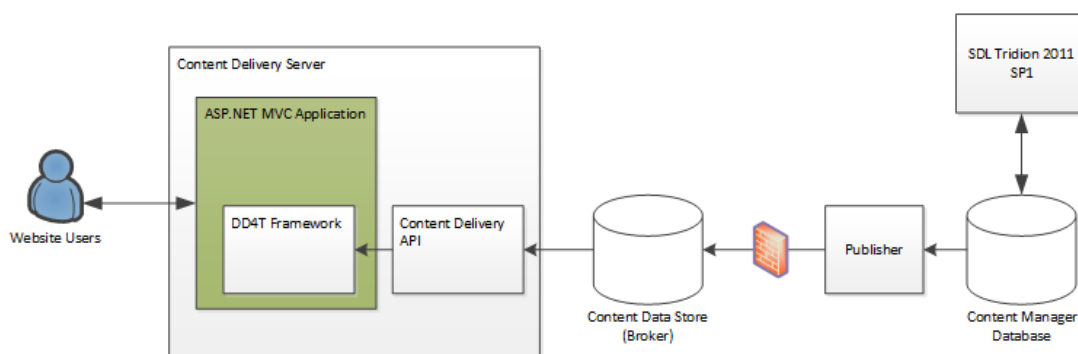 Content Delivery Server
SDL Tridion 2011
SP1
ASP.NET MVC Application
DD4T Framework
Content Delivery
API
Website Users
Publisher
Content Data Store
(Broker)
Content Manager
Database